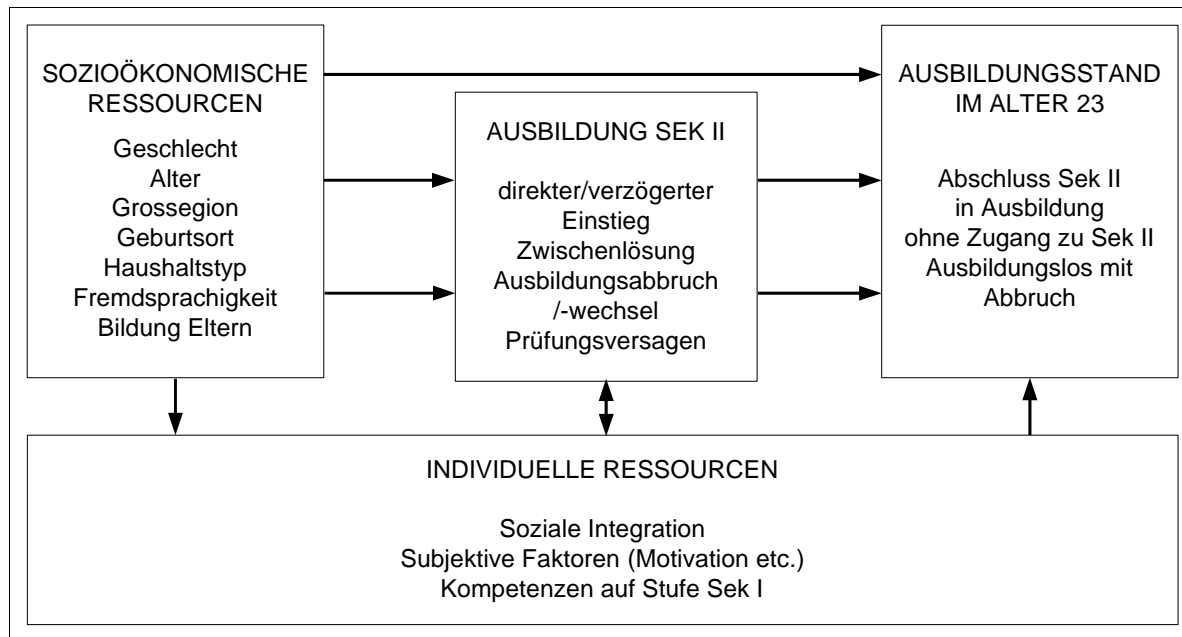 SOZIOÖKONOMISCHE
RESSOURCEN
Geschlecht
Alter
Grossegion
Geburtsort
Haushaltstyp
Fremdsprachigkeit
Bildung Eltern
AUSBILDUNG SEK II
direkter/verzögerter
Einstieg
Zwischenlösung
Ausbildungsabbruch
/-wechsel
Prüfungsversagen
AUSBILDUNGSSTAND
IM ALTER 23
Abschluss Sek II
in Ausbildung
ohne Zugang zu Sek II
Ausbildungslos mit
Abbruch
INDIVIDUELLE RESSOURCEN
Soziale Integration
Subjektive Faktoren (Motivation etc.)
Kompetenzen auf Stufe Sek I